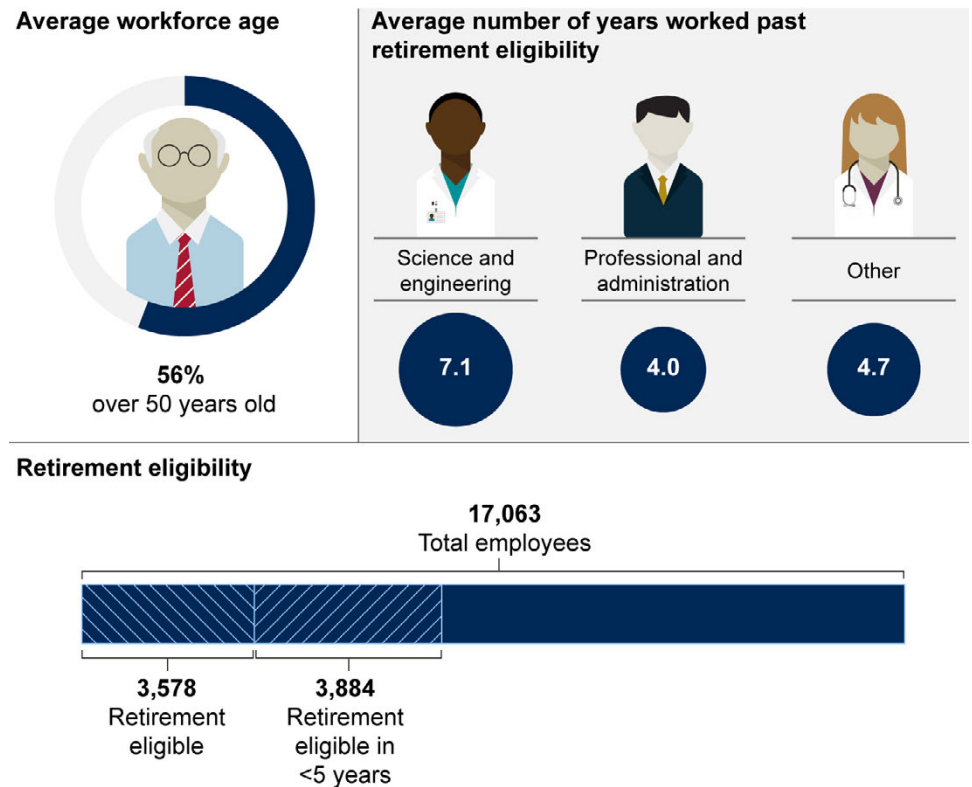 Average workforce age
56%
over 50 years old
Average number of years worked past
retirement eligibility
Science and
engineering
7.1
Professional and
administration
4.0
Other
4.7
Retirement eligibility
17,063
Total employees
3,578
Retirement
eligible
3,884
Retirement
eligible in
<5 years